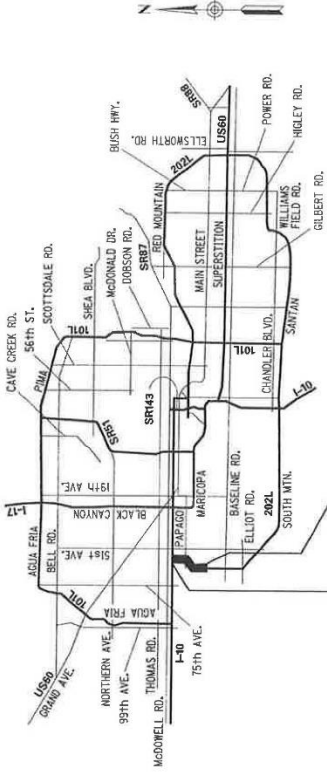 N
I-17
AGUA FRIA
BELL RD.
US60
GRAND AVE.
101L
AGUA FRIA
NORTHERN AVE.
99th AVE.
THOMAS RD.
McDOWELL RD.
I-10
75th AVE.
51st AVE.
BLACK CANYON
19th AVE.
CAVE CREEK RD.
56th ST.
SCOTTSDALE RD.
PIMA
101L
SHEA BLVD.
McDONALD DR.
DOBSON RD.
SR51
SR87
SR143
PAPAGO
MARICOPA
BASELINE RD.
ELLIOT RD.
202L
SOUTH MTN.
I-10
RED MOUNTAIN
BUSH HWY.
202L
ELLSWORTH RD.
SR88
US60
MAIN STREET
SUPERSTITION
101L
CHANDLER BLVD.
SANTAN
WILLIAMS
FIELD RD.
POWER RD.
HIGLEY RD.
GILBERT RD.